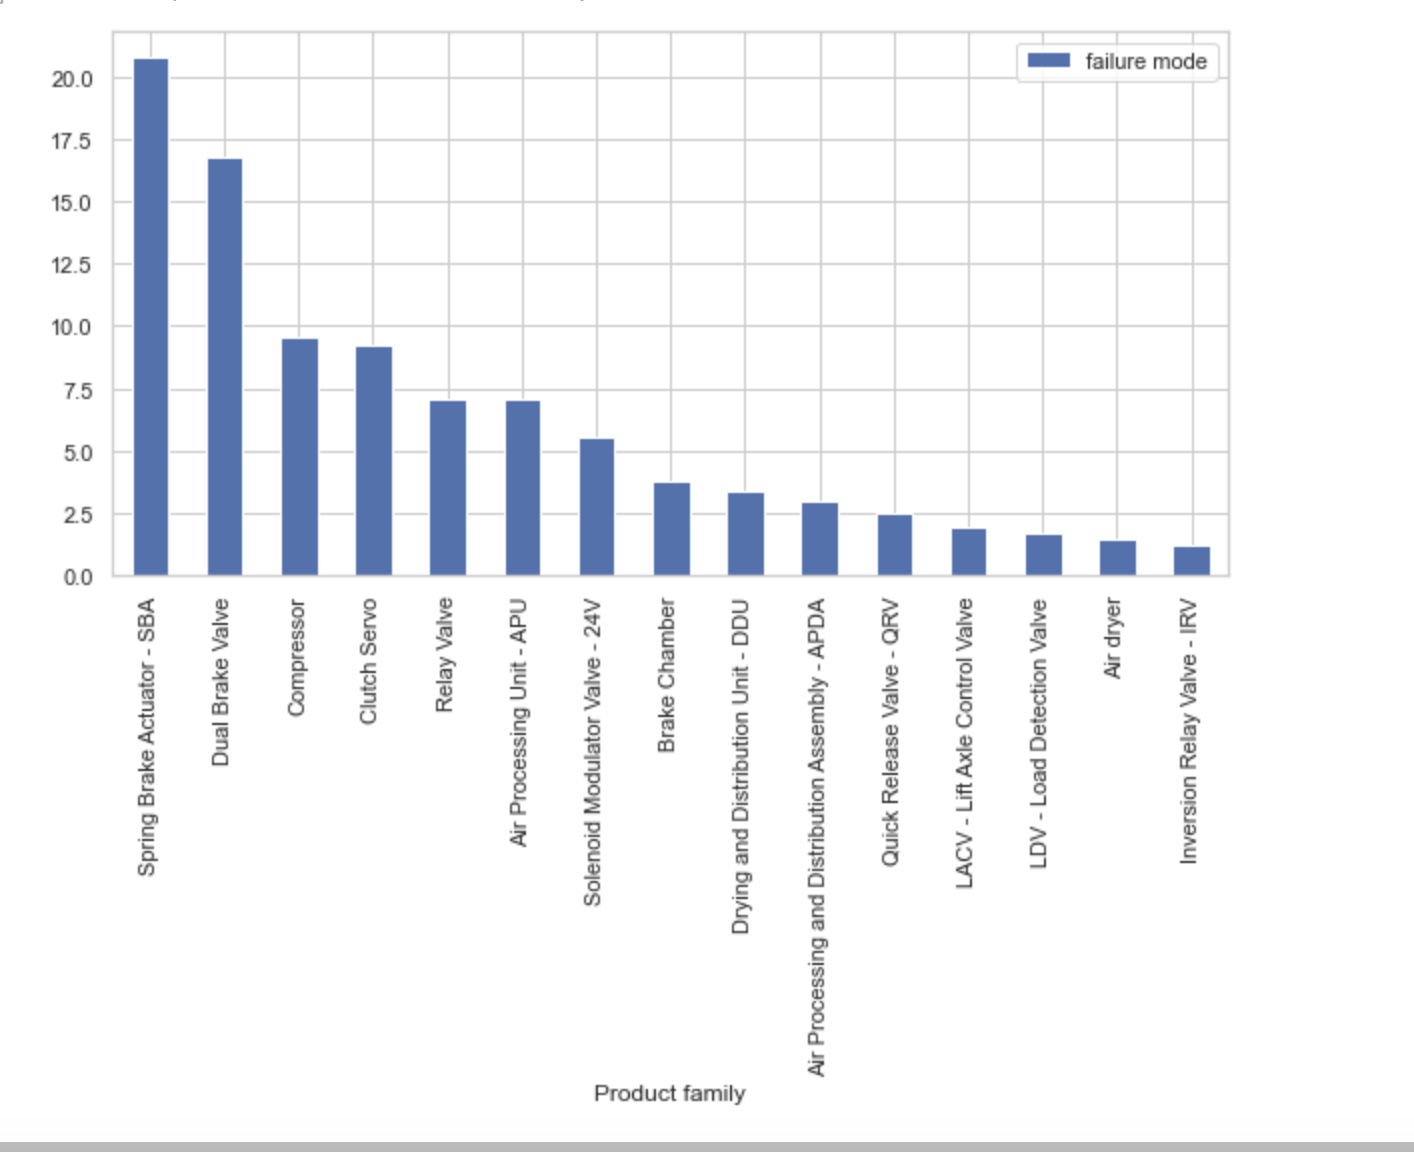 failure mode
20.0
17.5
15.0
12.5
10.0
7.5
5.0
2.5
0.0
Spring Brake Actuator - SBA
Dual Brake Valve
Compressor
Clutch Servo
Relay Valve
Air Processing Unit - APU
Solenoid Modulator Valve - 24V
Brake Chamber
Drying and Distribution Unit - DDU
Air Processing and Distribution Assembly - APDA
Quick Release Valve - QRV
LACV - Lift Axle Control Valve
LDV - Load Detection Valve
Air dryer
Inversion Relay Valve - IRV
Product family